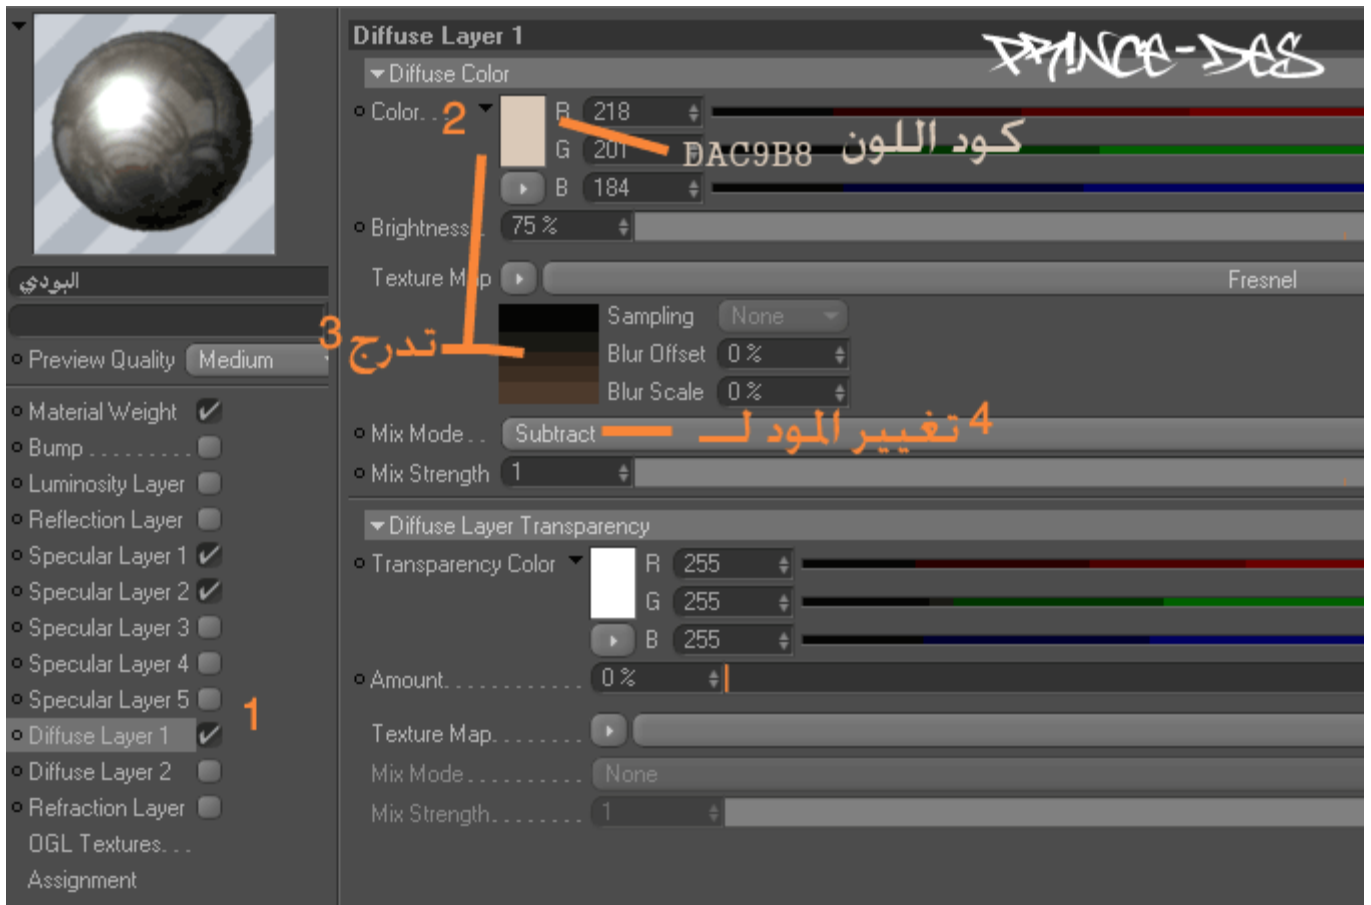 Diffuse Layer 1
PRINCE-DES
Diffuse Color
Color. . 2 R 218
G 201 DAC9B8 كود اللون
B 184
Brightness . 75 %
البودي
Texture Map Fresnel
Sampling None
3 تدرج
Blur Offset 0 %
Blur Scale 0 %
Preview Quality Medium
Mix Mode . . Subtract 4 تغيير المود لـ
Mix Strength 1
Material Weight
Bump . . . . . . . . .
Luminosity Layer
Reflection Layer
Specular Layer 1
Specular Layer 2
Specular Layer 3
Specular Layer 4
Specular Layer 5
1
Diffuse Layer 1
Diffuse Layer 2
Refraction Layer
OGL Textures. . .
Assignment
Diffuse Layer Transparency
Transparency Color R 255
G 255
B 255
Amount. . . . . . . . . . . . 0 %
Texture Map. . . . . . . .
Mix Mode . . . . . . . . . . None
Mix Strength. . . . . . . . 1